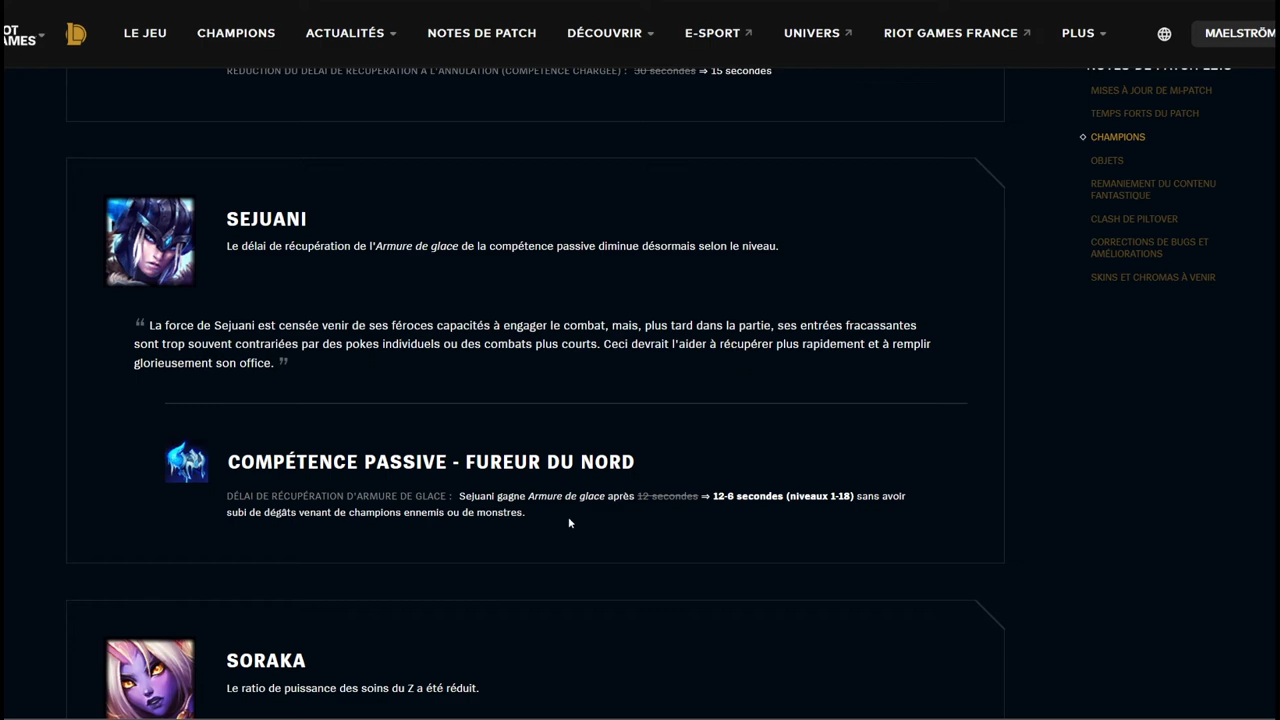 LE JEU CHAMPIONS ACTUALITÉS NOTES DE PATCH DÉCOUVRIR E-SPORT UNIVERS RIOT GAMES FRANCE PLUS
RÉDUCTION DU DÉLAI DE RÉCUPÉRATION À L'ANNULATION (COMPÉTENCE CHARGÉE) : 30 secondes ⇒ 15 secondes
MISES À JOUR DE MI-PATCH
TEMPS FORTS DU PATCH
CHAMPIONS
OBJETS
REMANIEMENT DU CONTENU
FANTASTIQUE
CLASH DE PILTOVER
CORRECTIONS DE BUGS ET
AMÉLIORATIONS
SKINS ET CHROMAS À VENIR
SEJUANI
Le délai de récupération de l'Armure de glace de la compétence passive diminue désormais selon le niveau.
“ La force de Sejuani est censée venir de ses féroces capacités à engager le combat, mais, plus tard dans la partie, ses entrées fracassantes
sont trop souvent contrariées par des pokes individuels ou des combats plus courts. Ceci devrait l'aider à récupérer plus rapidement et à remplir
glorieusement son office. ”
COMPÉTENCE PASSIVE - FUREUR DU NORD
DÉLAI DE RÉCUPÉRATION D'ARMURE DE GLACE : Sejuani gagne Armure de glace après 12 secondes ⇒ 12-6 secondes (niveaux 1-18) sans avoir
subi de dégâts venant de champions ennemis ou de monstres.
SORAKA
Le ratio de puissance des soins du Z a été réduit.